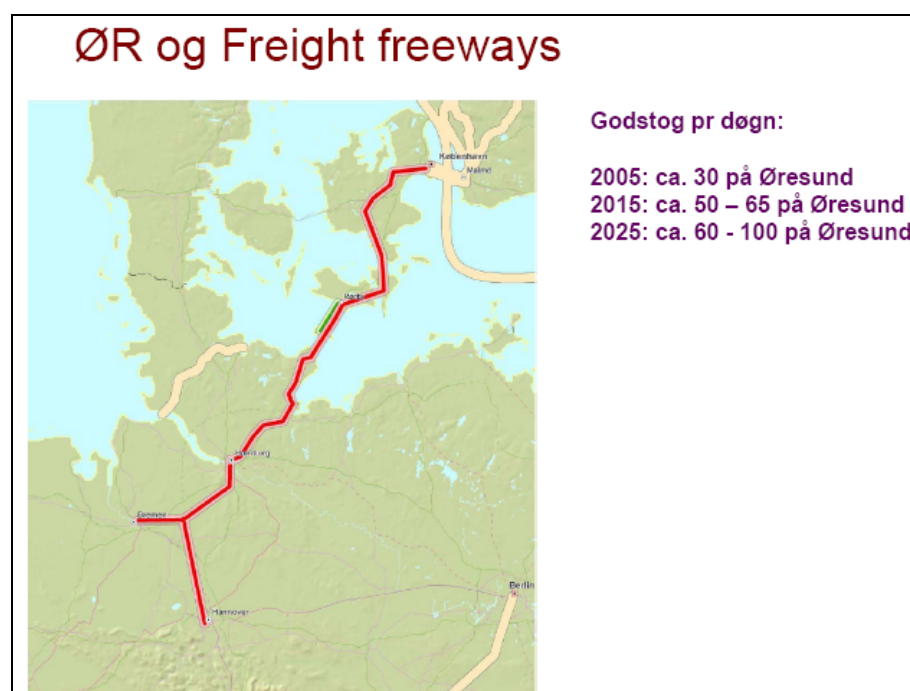 ØR og Freight freeways
Godstog pr døgn:
2005: ca. 30 på Øresund
2015: ca. 50 – 65 på Øresund
2025: ca. 60 - 100 på Øresund
København
Malmö
Hamburg
Bremen
Hannover
Berlin